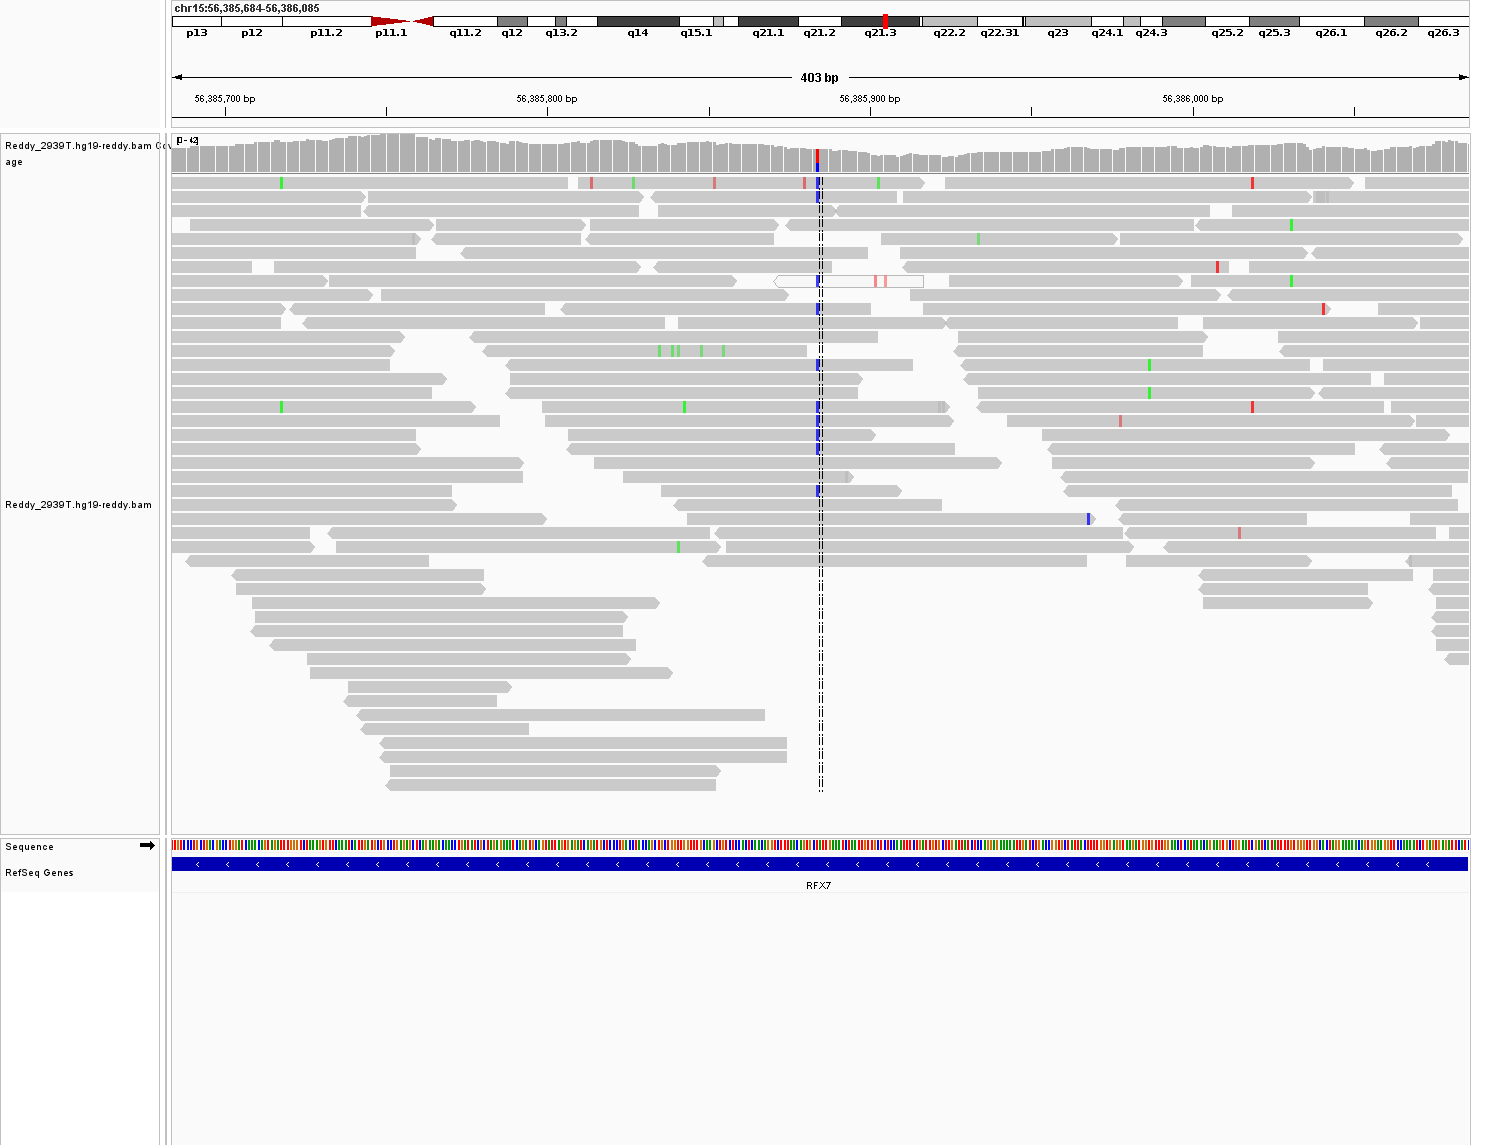 chr15:56,385,684-56,386,085
p13 p12 p11.2 p11.1 q11.2 q12 q13.2 q14 q15.1 q21.1 q21.2 q21.3 q22.2 q22.31 q23 q24.1 q24.3 q25.2 q25.3 q26.1 q26.2 q26.3
403 bp
56,385,700 bp 56,385,800 bp 56,385,900 bp 56,386,000 bp
[0 - 42]
Reddy_2939T.hg19-reddy.bam Cov
age
Reddy_2939T.hg19-reddy.bam
Sequence
RefSeq Genes
RFX7